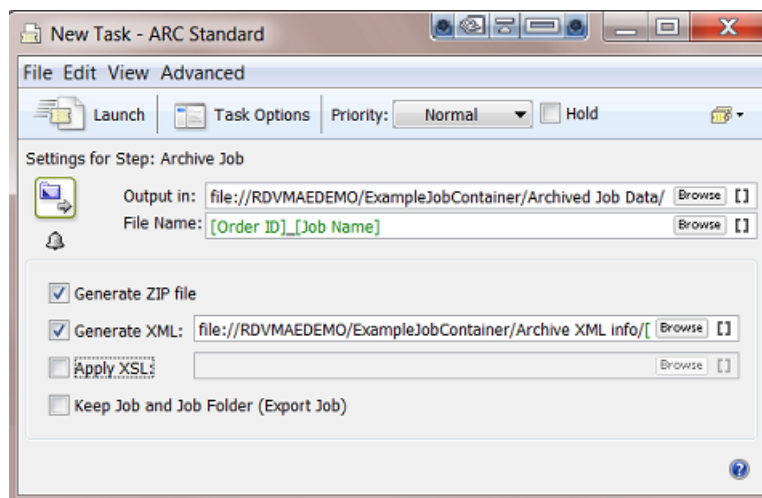 New Task - ARC Standard
File Edit View Advanced
Launch Task Options Priority: Normal Hold
Settings for Step: Archive Job
Output in: file://RDVMAEDEMO/ExampleJobContainer/Archived Job Data/ Browse []
File Name: [Order ID]_[Job Name] Browse []
Generate ZIP file
Generate XML: file://RDVMAEDEMO/ExampleJobContainer/Archive XML info/[ Browse []
Apply XSL: Browse []
Keep Job and Job Folder (Export Job)